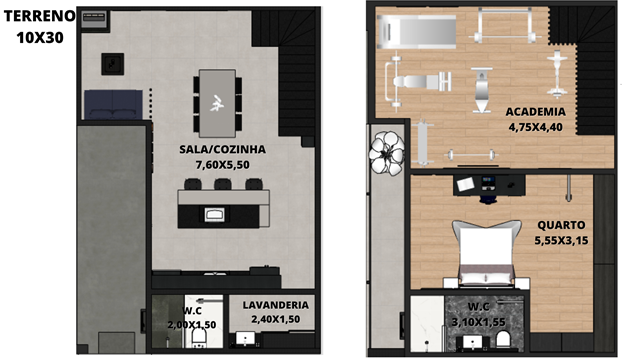 TERRENO
10X30
SALA/COZINHA
7,60X5,50
W.C
2,00X1,50
LAVANDERIA
2,40X1,50
ACADEMIA
4,75X4,40
QUARTO
5,55X3,15
W.C
3,10X1,55